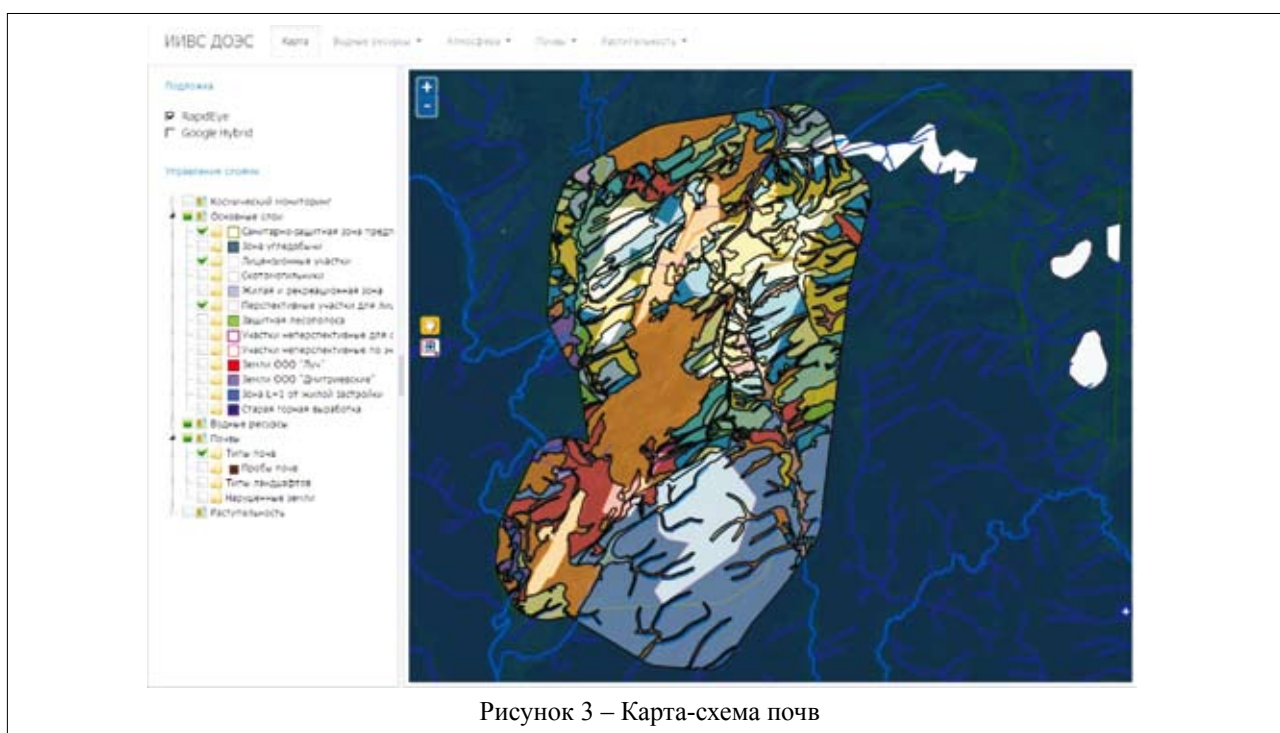 ИИВС ДОЭС Карта Водные ресурсы Атмосфера Почвы Растительность
Подложка
RapidEye
Google Hybrid
Управление слоями
Космический мониторинг
Основные слои
Санитарно-защитная зона предп
Зона угледобычи
Лицензионные участки
Скотомогильники
Жилая и рекреационная зона
Перспективные участки для лиц
Защитная лесополоса
Участки неперспективные для с
Участки неперспективные по эк
Земли ООО "Луч"
Земли ООО "Дмитриевские"
Зона L=1 от жилой застройки
Старая горная выработка
Водные ресурсы
Почвы
Типы почв
Пробы почв
Типы ландшафтов
Нарушенные земли
Растительность
Рисунок 3 – Карта-схема почв